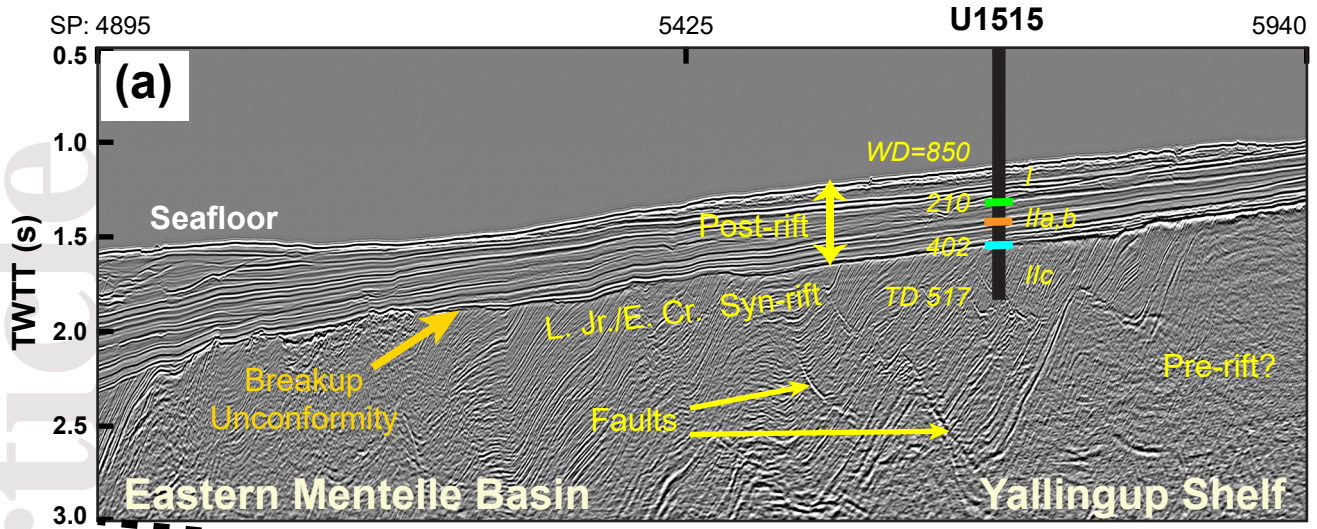 SP: 4895 5425 U1515 5940
0.5
(a)
1.0
WD=850
I
Seafloor
210
IIa,b
Post-rift
1.5
402
IIc
TD 517
L. Jr./E. Cr. Syn-rift
2.0
TWTT (s)
Breakup
Unconformity
Pre-rift?
Faults
2.5
Eastern Mentelle Basin
Yallingup Shelf
3.0